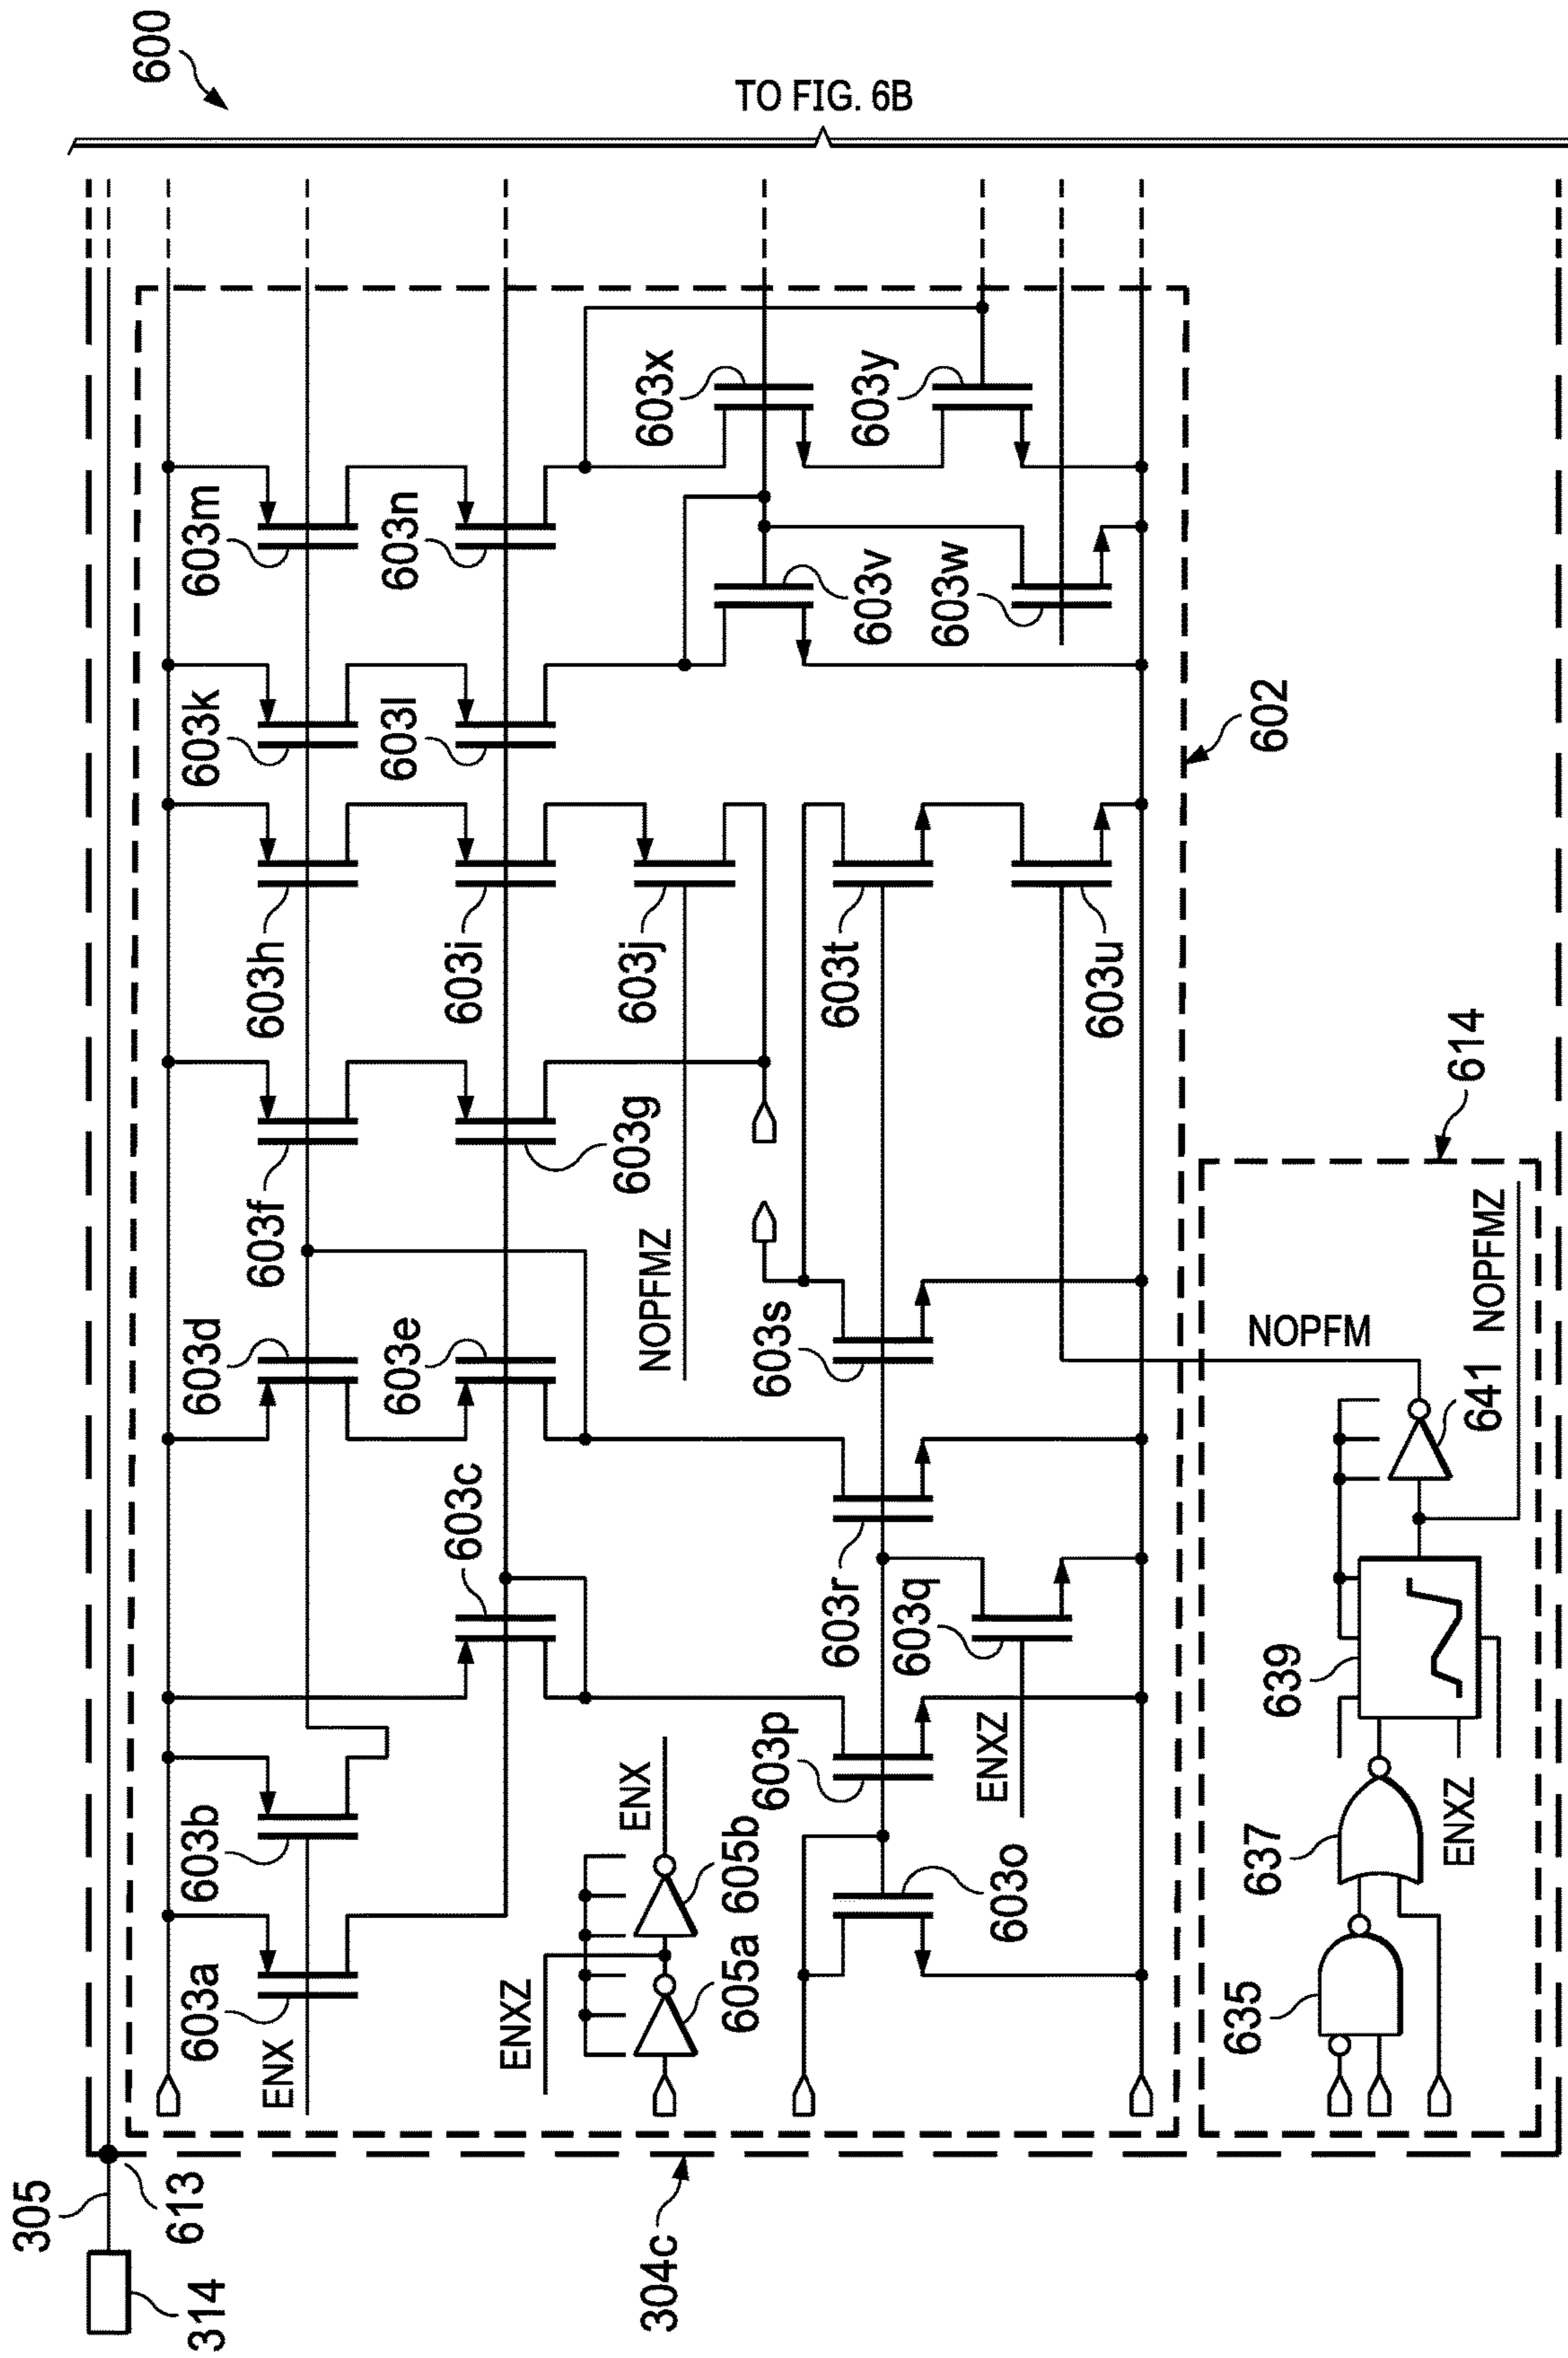 600
TO FIG. 6B
305
314
613
304c
602
614
603a
603b
603c
603d
603e
603f
603g
603h
603i
603j
603k
603l
603m
603n
603o
603p
603q
603r
603s
603t
603u
603v
603w
603x
603y
ENX
ENXZ
605a
605b
ENX
ENXZ
NOPFMZ
NOPFM
635
637
639
641
ENXZ
NOPFMZ